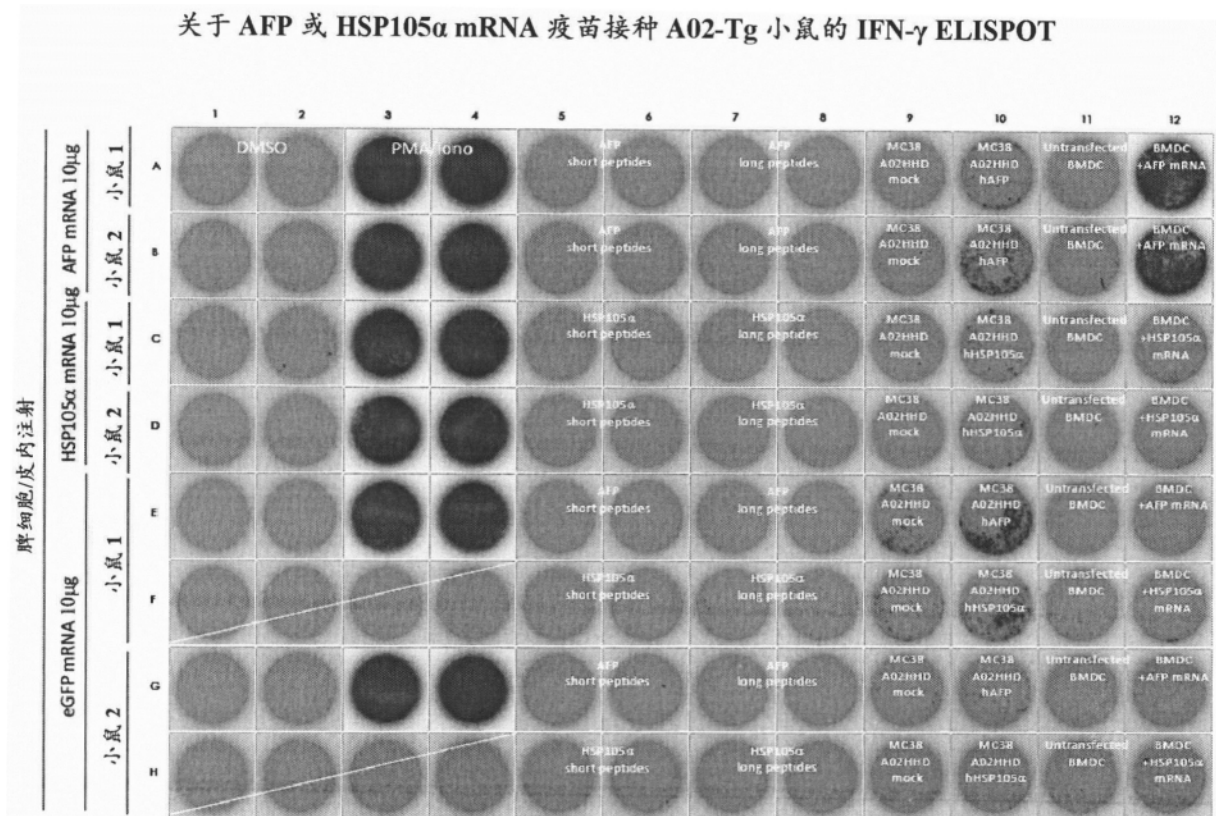 关于 AFP 或 HSP105α mRNA 疫苗接种 A02-Tg 小鼠的 IFN-γ ELISPOT
1 2 3 4 5 6 7 8 9 10 11 12
脾细胞/皮内注射
AFP mRNA 10μg
小鼠 1
A
DMSO
PMA/Iono
AFP
short peptides
AFP
long peptides
MC38
A02HHD
mock
MC38
A02HHD
hAFP
Untransfected
BMDC
BMDC
+AFP mRNA
小鼠 2
B
AFP
short peptides
AFP
long peptides
MC38
A02HHD
mock
MC38
A02HHD
hAFP
Untransfected
BMDC
BMDC
+AFP mRNA
HSP105α mRNA 10μg
小鼠 1
C
HSP105α
short peptides
HSP105α
long peptides
MC38
A02HHD
mock
MC38
A02HHD
hHSP105α
Untransfected
BMDC
BMDC
+HSP105α
mRNA
小鼠 2
D
HSP105α
short peptides
HSP105α
long peptides
MC38
A02HHD
mock
MC38
A02HHD
hHSP105α
Untransfected
BMDC
BMDC
+HSP105α
mRNA
eGFP mRNA 10μg
小鼠 1
E
AFP
short peptides
AFP
long peptides
MC38
A02HHD
mock
MC38
A02HHD
hAFP
Untransfected
BMDC
BMDC
+AFP mRNA
F
HSP105α
short peptides
HSP105α
long peptides
MC38
A02HHD
mock
MC38
A02HHD
hHSP105α
Untransfected
BMDC
BMDC
+HSP105α
mRNA
小鼠 2
G
AFP
short peptides
AFP
long peptides
MC38
A02HHD
mock
MC38
A02HHD
hAFP
Untransfected
BMDC
BMDC
+AFP mRNA
H
HSP105α
short peptides
HSP105α
long peptides
MC38
A02HHD
mock
MC38
A02HHD
hHSP105α
Untransfected
BMDC
BMDC
+HSP105α
mRNA